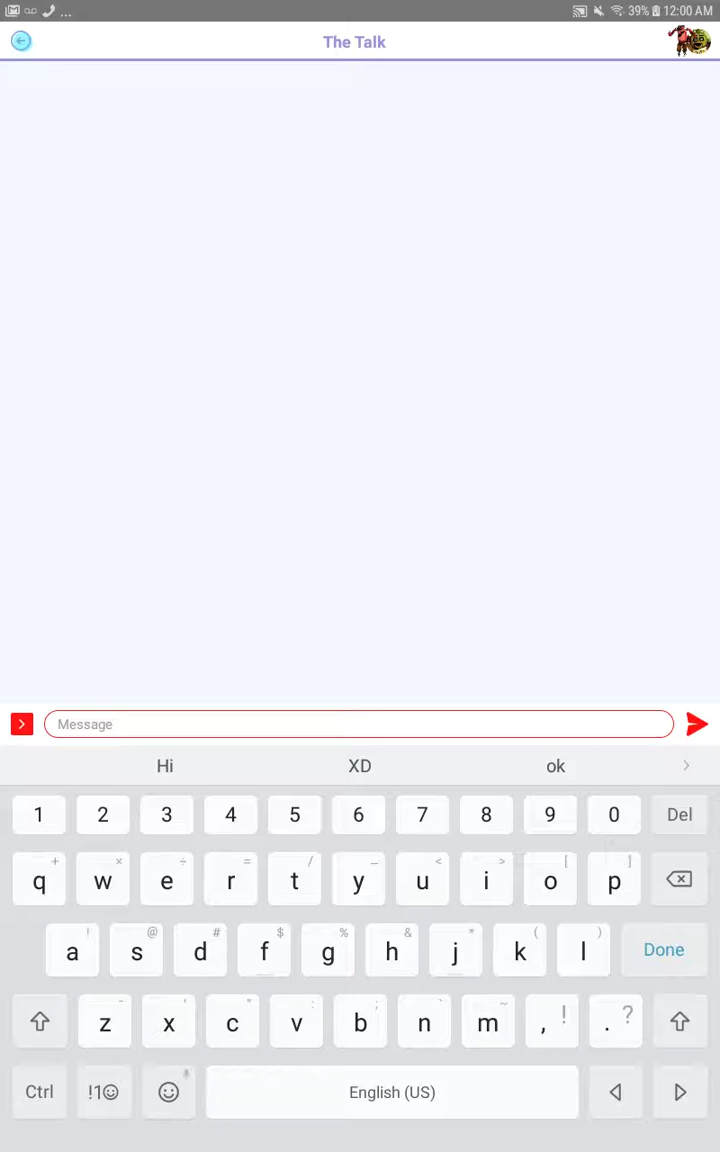 ... 39% 12:00 AM
The Talk
Message
Hi XD ok
1 2 3 4 5 6 7 8 9 0 Del
+ × ÷ = / _ < > [ ]
q w e r t y u i o p
! @ # $ % & * ( )
a s d f g h j k l Done
- ' " : ; ` ~ ! ?
z x c v b n m , .
Ctrl !1☺ English (US)